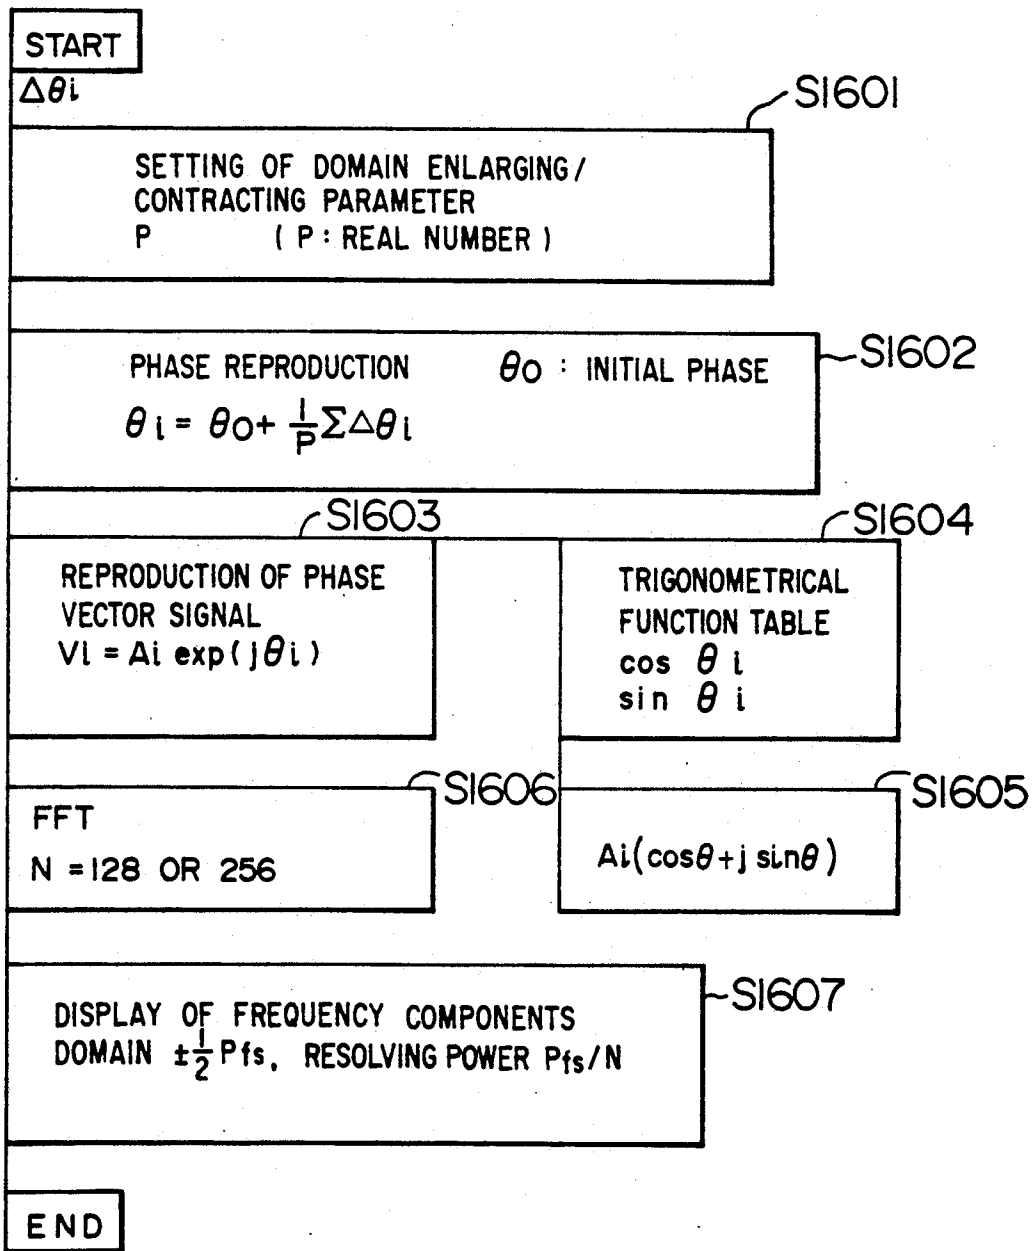 START
Δθi
S1601
SETTING OF DOMAIN ENLARGING/
CONTRACTING PARAMETER
P ( P : REAL NUMBER )
S1602
PHASE REPRODUCTION θO : INITIAL PHASE
θi = θO + 1/P ΣΔθi
S1603
REPRODUCTION OF PHASE
VECTOR SIGNAL
Vi = Ai exp(jθi)
S1604
TRIGONOMETRICAL
FUNCTION TABLE
cos θ i
sin θ i
S1606
FFT
N = 128 OR 256
S1605
Ai(cosθ+j sinθ)
S1607
DISPLAY OF FREQUENCY COMPONENTS
DOMAIN ±1/2 Pfs, RESOLVING POWER Pfs/N
END